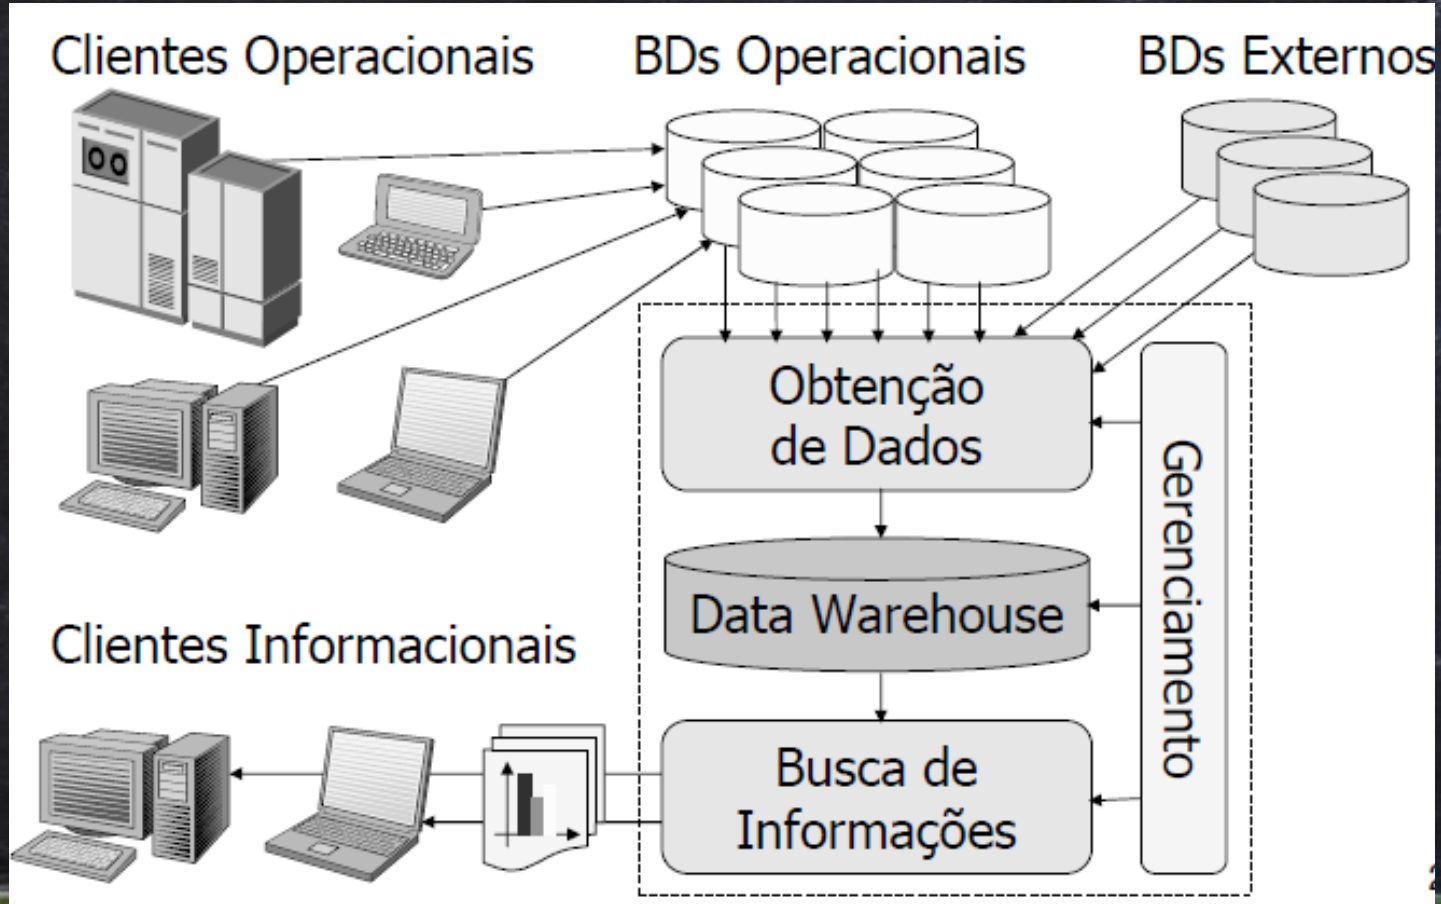 Clientes Operacionais
BDs Operacionais
BDs Externos
Obtenção
de Dados
Gerenciamento
Data Warehouse
Clientes Informacionais
Busca de
Informações